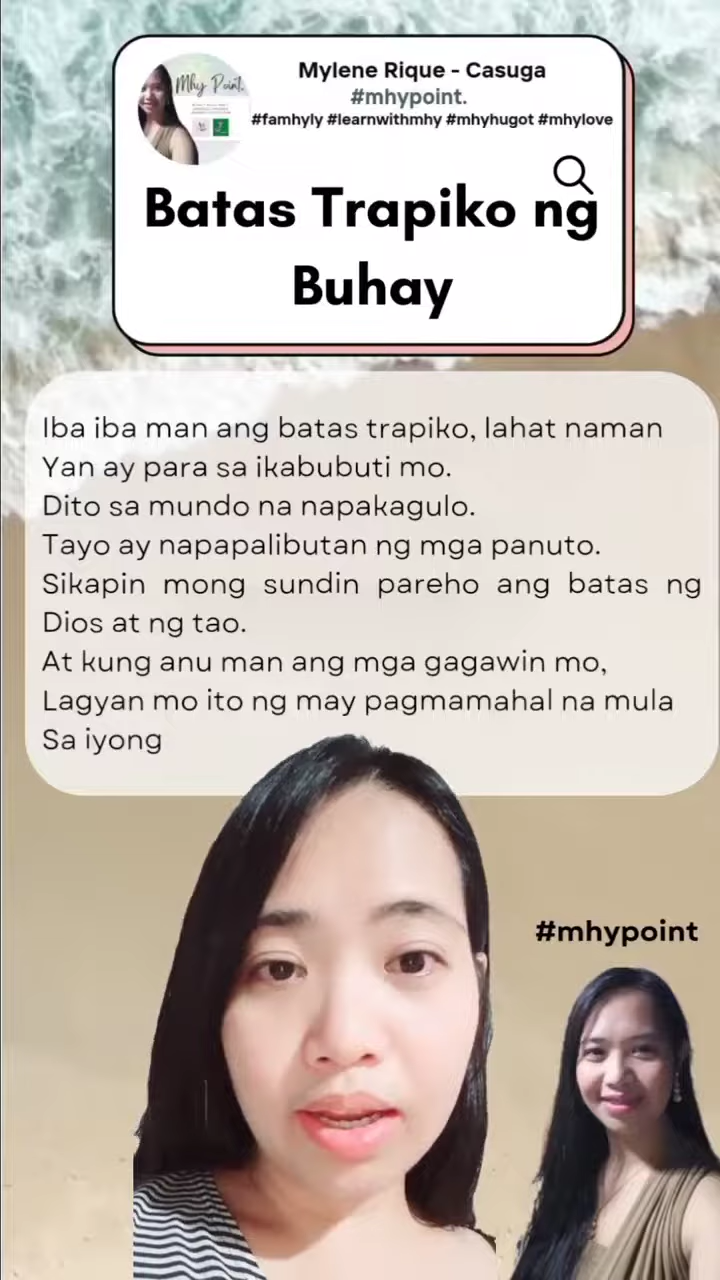 Mhy Point.
Mylene Rique - Casuga
#mhypoint.
#famhyly #learnwithmhy #mhyhugot #mhylove
Batas Trapiko ng
Buhay
Iba iba man ang batas trapiko, lahat naman
Yan ay para sa ikabubuti mo.
Dito sa mundo na napakagulo.
Tayo ay napapalibutan ng mga panuto.
Sikapin mong sundin pareho ang batas ng
Dios at ng tao.
At kung anu man ang mga gagawin mo,
Lagyan mo ito ng may pagmamahal na mula
Sa iyong
#mhypoint